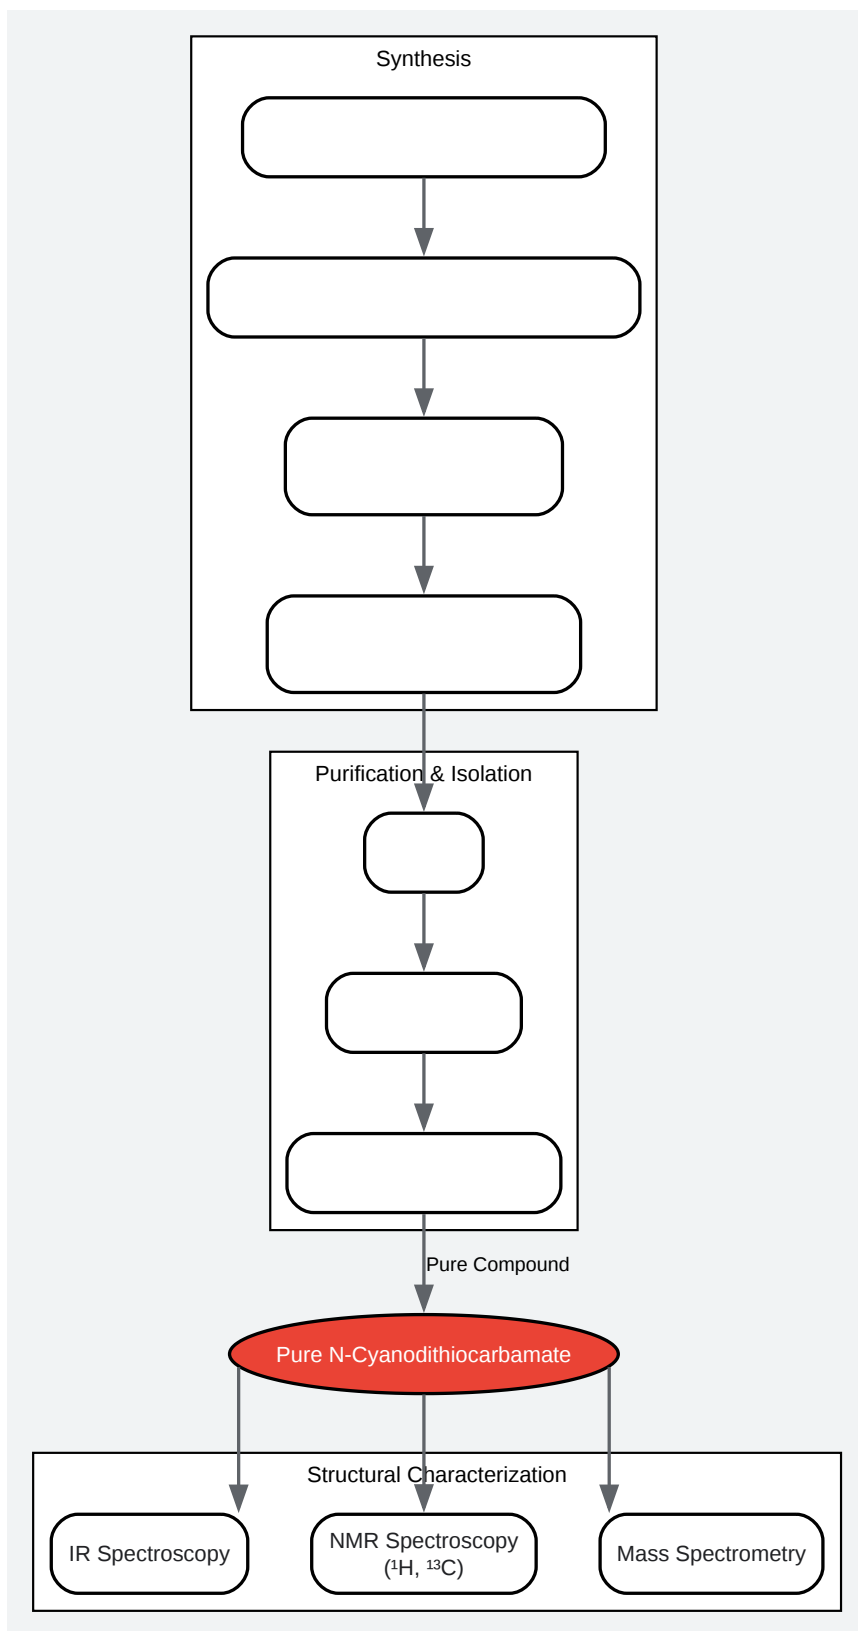 Synthesis
Purification & Isolation
Pure Compound
Pure N-Cyanodithiocarbamate
Structural Characterization
IR Spectroscopy
NMR Spectroscopy
(¹H, ¹³C)
Mass Spectrometry